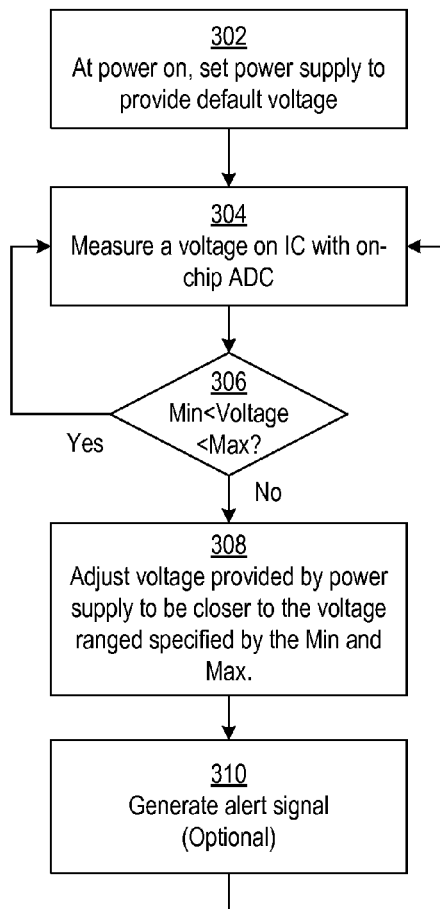 302
At power on, set power supply to
provide default voltage
304
Measure a voltage on IC with on-
chip ADC
306
Min<Voltage
<Max?
Yes
No
308
Adjust voltage provided by power
supply to be closer to the voltage
ranged specified by the Min and
Max.
310
Generate alert signal
(Optional)